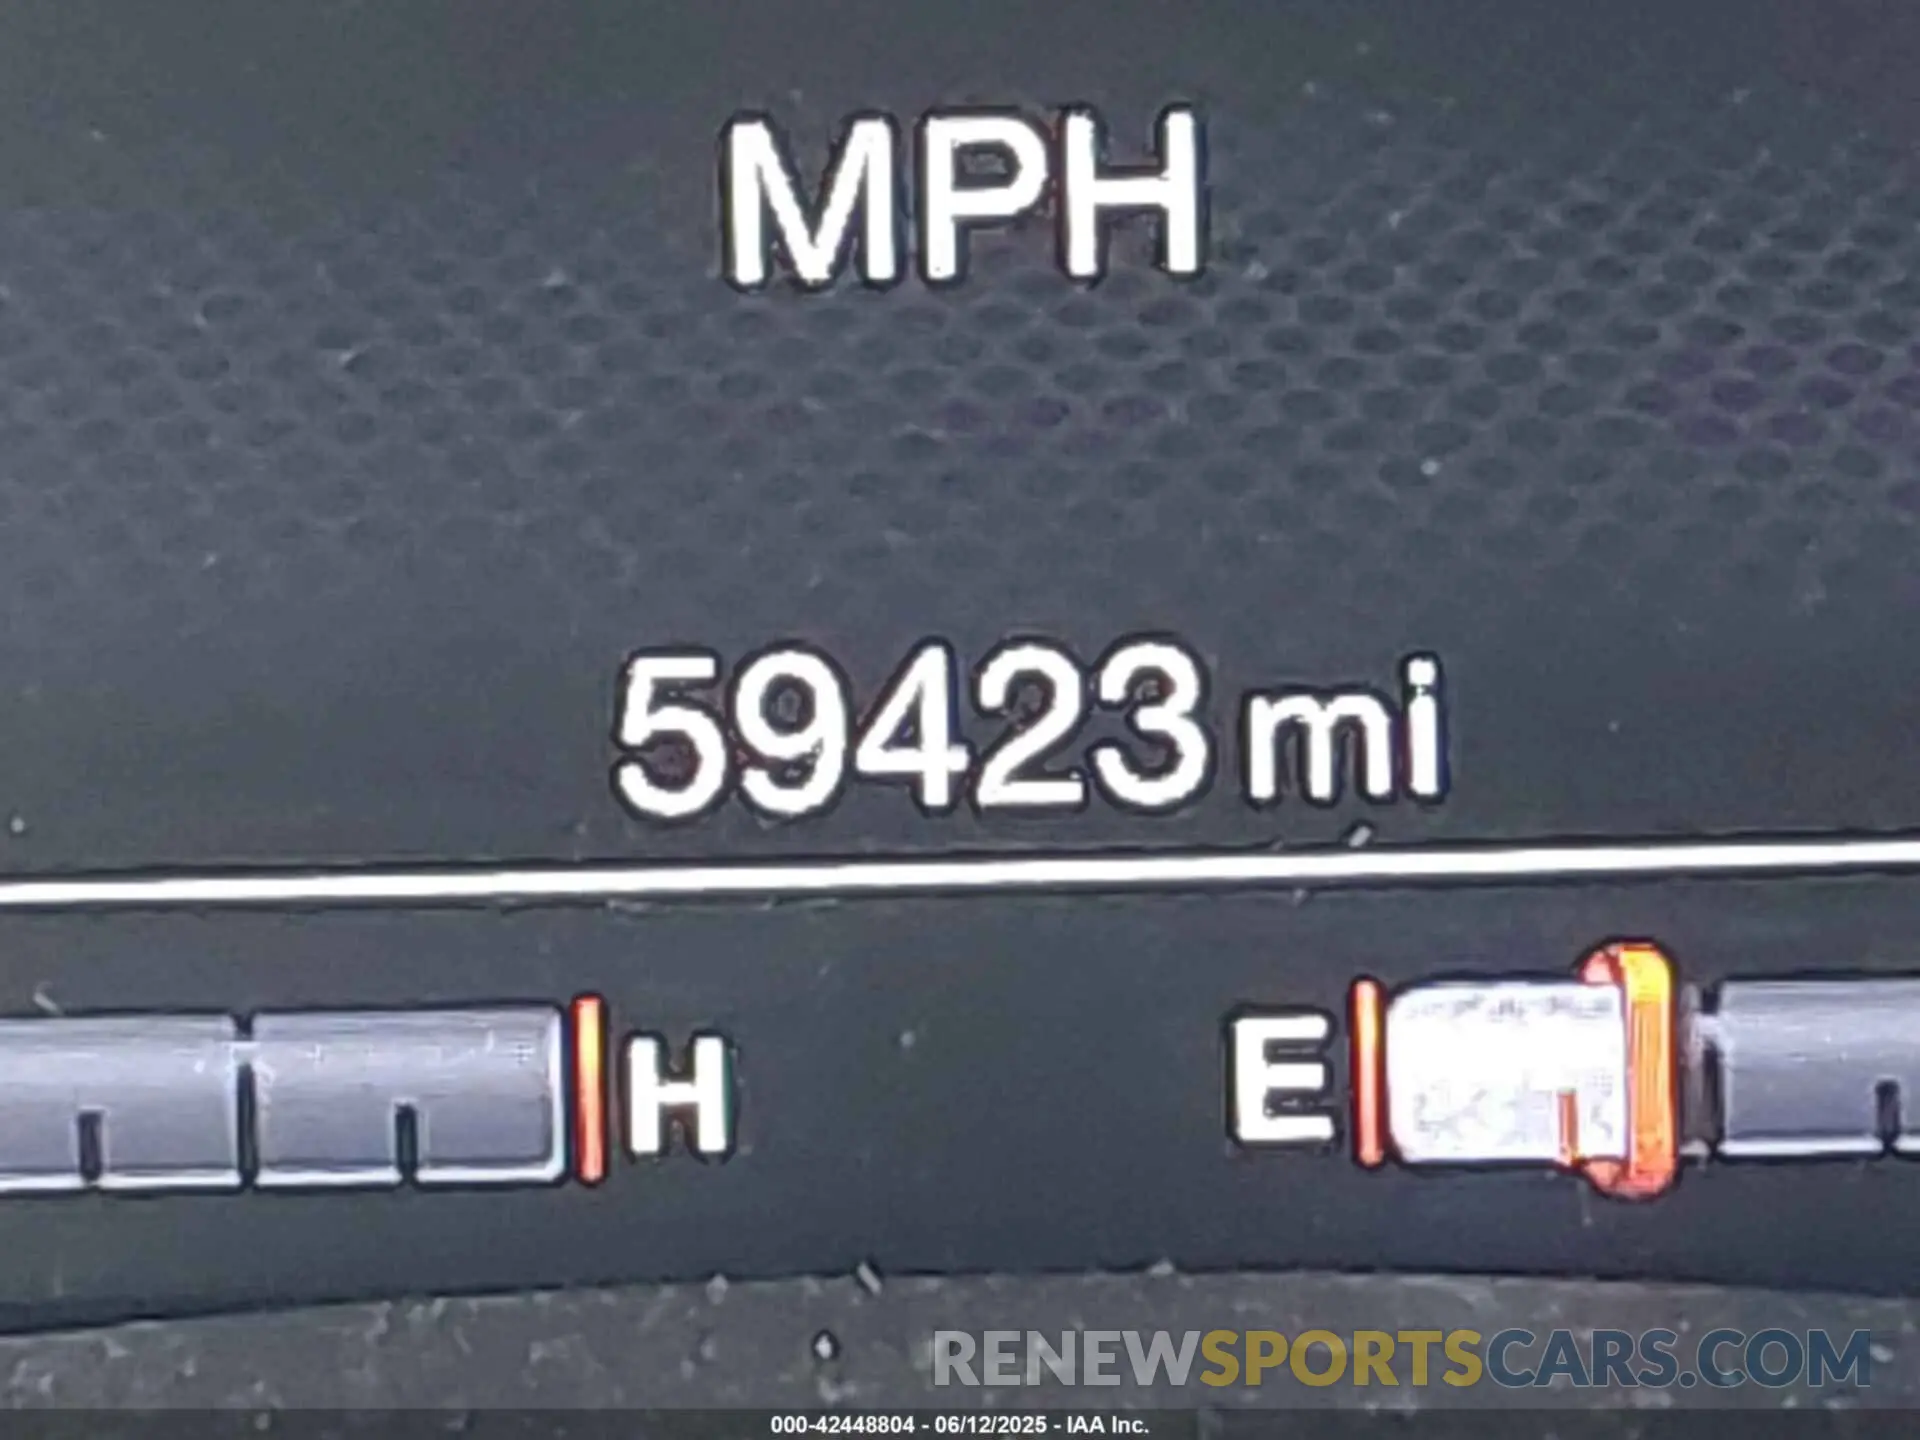 MPH
59423 mi
H E
RENEWSPORTSCARS.COM
000-42448804 - 06/12/2025 - IAA Inc.